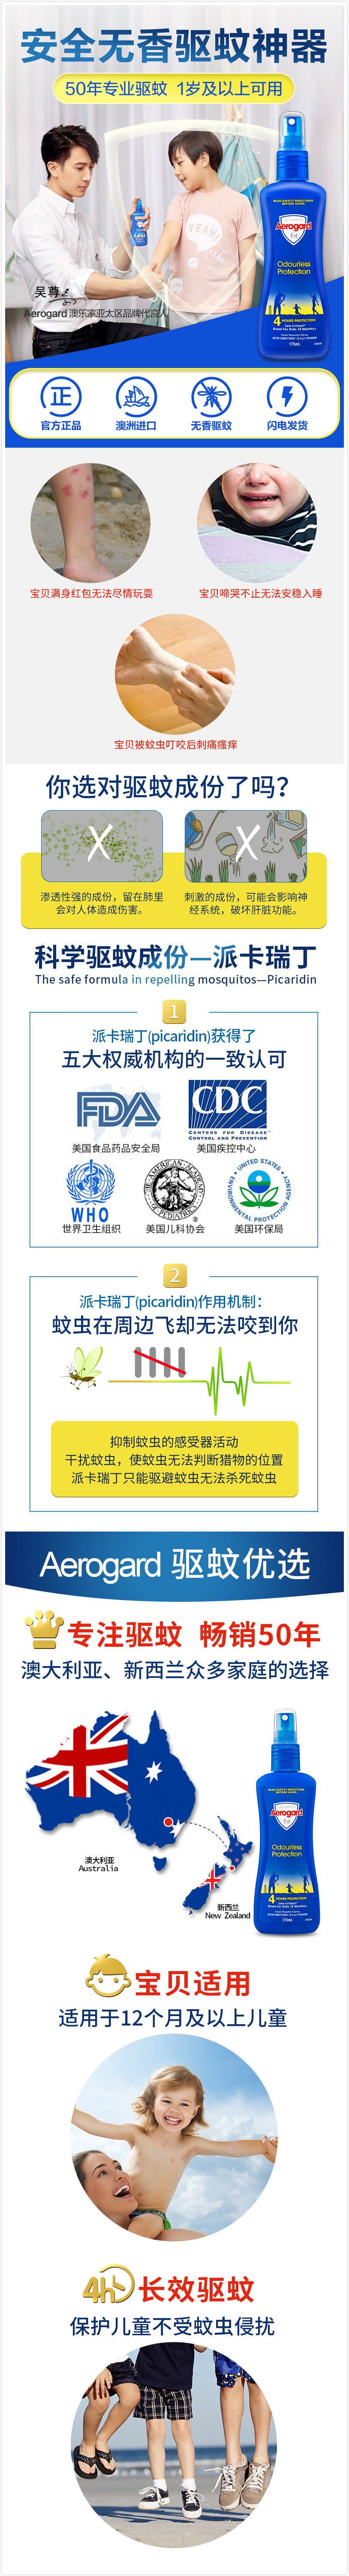 安全无香驱蚊神器
50年专业驱蚊 1岁及以上可用
READ SAFETY DIRECTIONS
BEFORE USING
Aerogard
Odourless
Protection
4 HOURS PROTECTION
175mL
YEAH
吴尊
Aerogard 澳乐家亚太区品牌代言人
正
官方正品
澳洲进口
无香驱蚊
闪电发货
宝贝满身红包无法尽情玩耍
宝贝啼哭不止无法安稳入睡
宝贝被蚊虫叮咬后刺痛瘙痒
你选对驱蚊成份了吗？
渗透性强的成份，留在肺里
会对人体造成伤害。
刺激的成份，可能会影响神
经系统，破坏肝脏功能。
科学驱蚊成份—派卡瑞丁
The safe formula in repelling mosquitos—Picaridin
1
派卡瑞丁(picaridin)获得了
五大权威机构的一致认可
FDA
美国食品药品安全局
CDC
CENTERS FOR DISEASE
CONTROL AND PREVENTION
美国疾控中心
WHO
世界卫生组织
美国儿科协会
UNITED STATES
ENVIRONMENTAL PROTECTION AGENCY
美国环保局
2
派卡瑞丁(picaridin)作用机制：
蚊虫在周边飞却无法咬到你
抑制蚊虫的感受器活动
干扰蚊虫，使蚊虫无法判断猎物的位置
派卡瑞丁只能驱避蚊虫无法杀死蚊虫
Aerogard 驱蚊优选
专注驱蚊 畅销50年
澳大利亚、新西兰众多家庭的选择
澳大利亚
Australia
新西兰
New Zealand
READ SAFETY DIRECTIONS
BEFORE USING
Aerogard
Odourless
Protection
4 HOURS PROTECTION
175mL
宝贝适用
适用于12个月及以上儿童
4h 长效驱蚊
保护儿童不受蚊虫侵扰